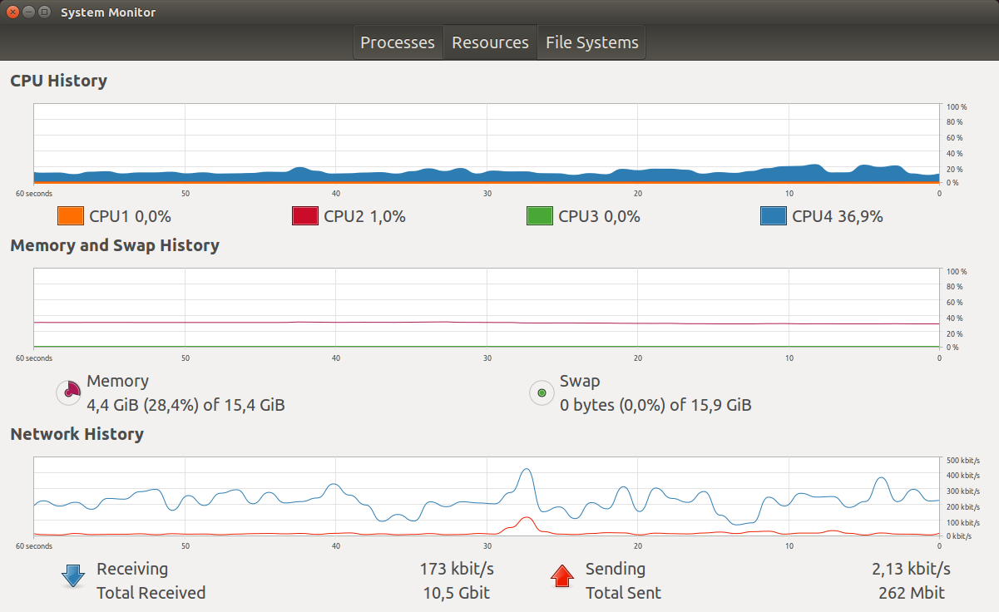 System Monitor
Processes Resources File Systems
CPU History
100 %
80 %
60 %
40 %
20 %
0 %
60 seconds 50 40 30 20 10 0
CPU1 0,0% CPU2 1,0% CPU3 0,0% CPU4 36,9%
Memory and Swap History
100 %
80 %
60 %
40 %
20 %
0 %
60 seconds 50 40 30 20 10 0
Memory Swap
4,4 GiB (28,4%) of 15,4 GiB 0 bytes (0,0%) of 15,9 GiB
Network History
500 kbit/s
400 kbit/s
300 kbit/s
200 kbit/s
100 kbit/s
0 kbit/s
60 seconds 50 40 30 20 10 0
Receiving 173 kbit/s Sending 2,13 kbit/s
Total Received 10,5 Gbit Total Sent 262 Mbit